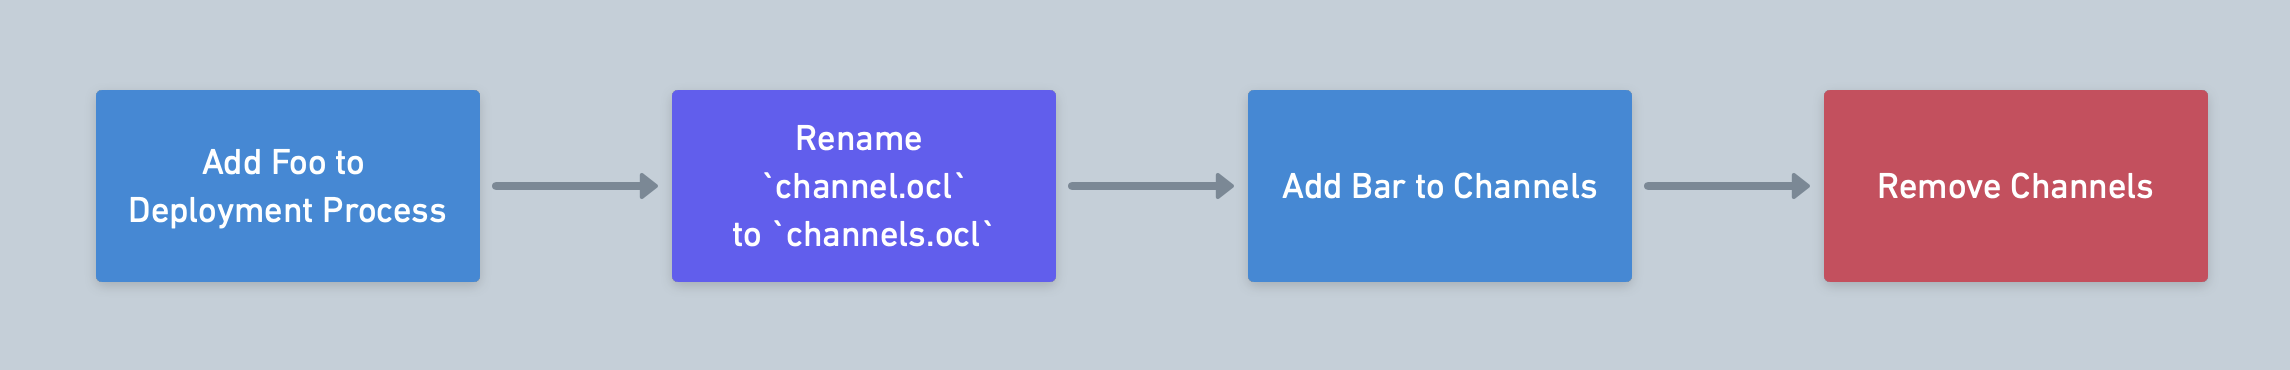 Add Foo to
Deployment Process
Rename
`channel.ocl`
to `channels.ocl`
Add Bar to Channels
Remove Channels